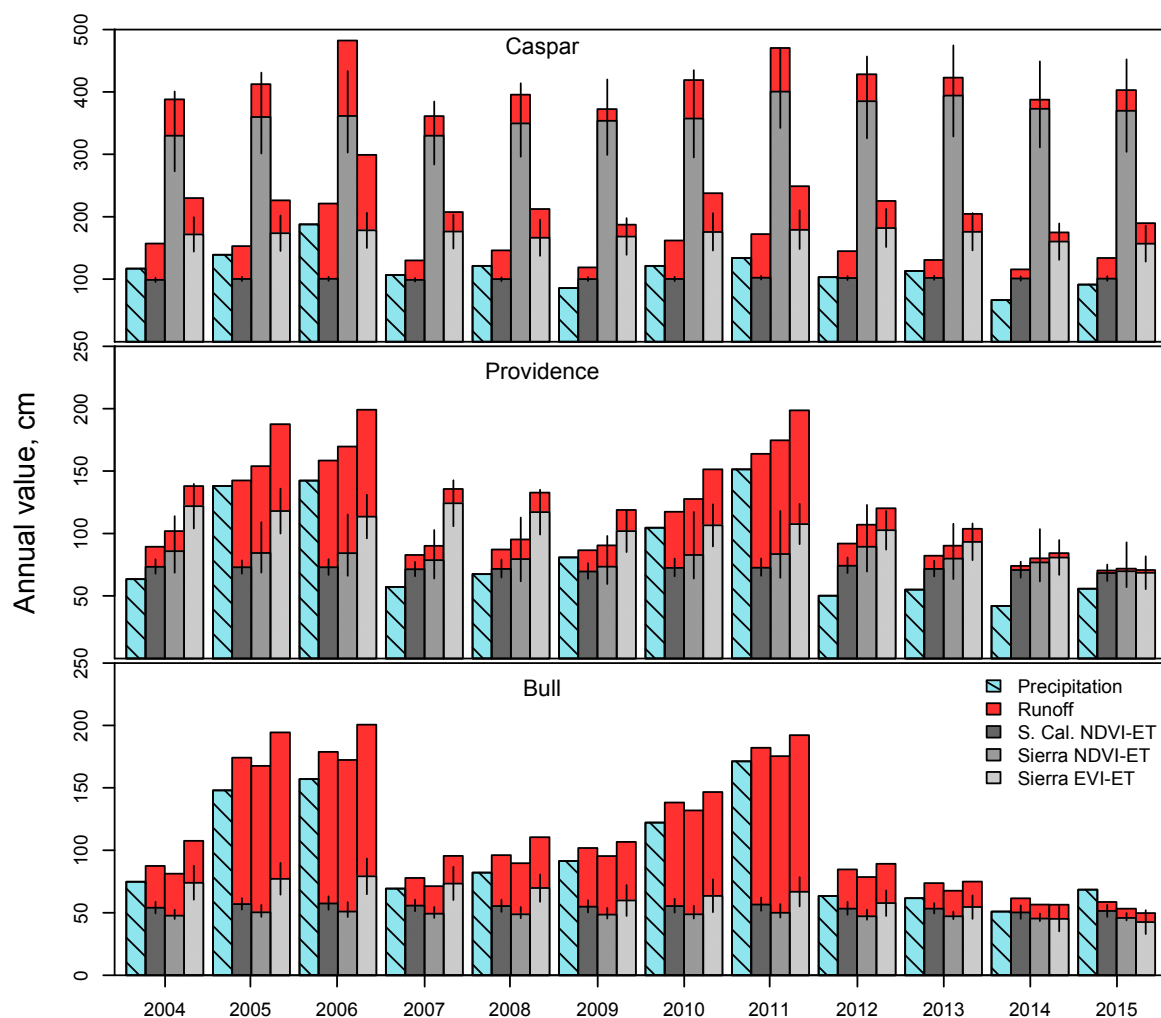 Annual value, cm
500
Caspar
400
300
200
100
250
250
Providence
200
150
100
50
250
Bull
200
150
100
50
0
Precipitation
Runoff
S. Cal. NDVI-ET
Sierra NDVI-ET
Sierra EVI-ET
2004 2005 2006 2007 2008 2009 2010 2011 2012 2013 2014 2015